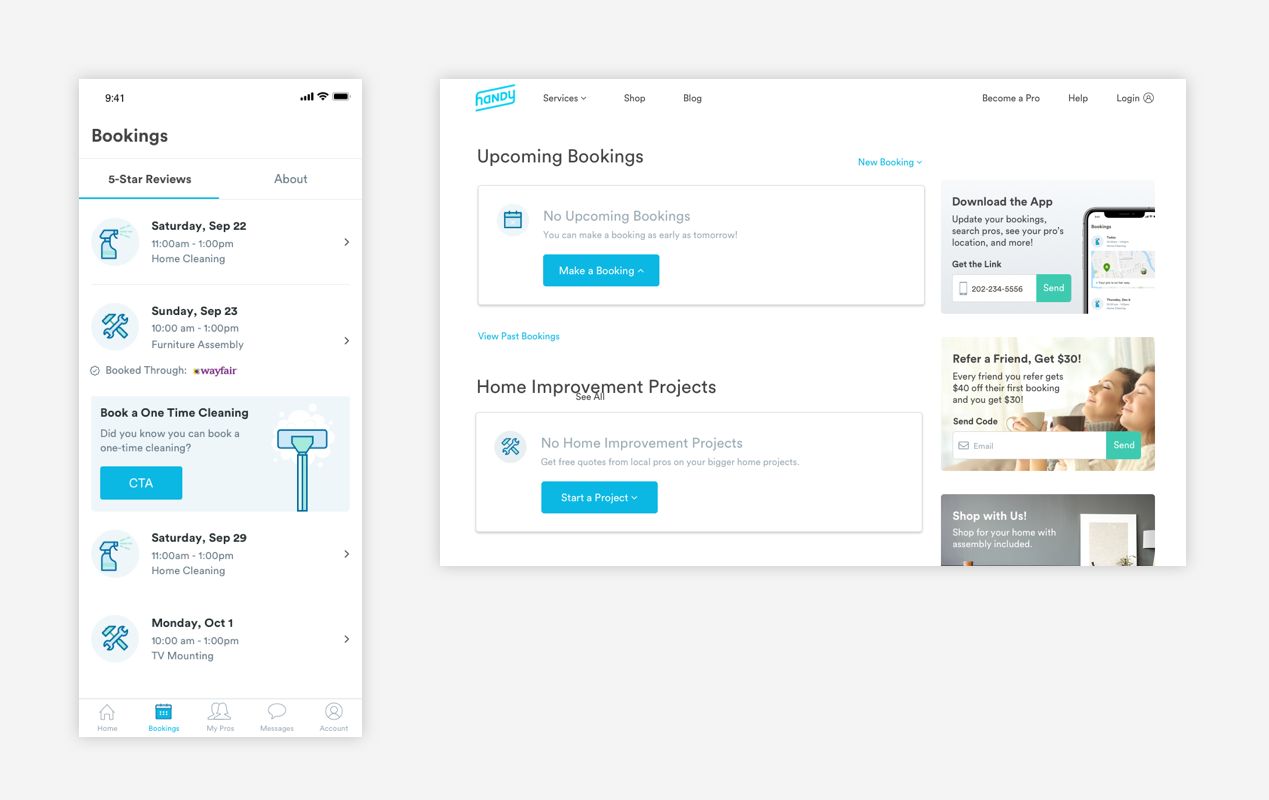 9:41
Bookings
5-Star Reviews About
Saturday, Sep 22
11:00am - 1:00pm
Home Cleaning
Sunday, Sep 23
10:00 am - 1:00pm
Furniture Assembly
Booked Through: wayfair
Book a One Time Cleaning
Did you know you can book a
one-time cleaning?
CTA
Saturday, Sep 29
11:00am - 1:00pm
Home Cleaning
Monday, Oct 1
10:00 am - 1:00pm
TV Mounting
Home Bookings My Pros Messages Account
HANDY Services Shop Blog Become a Pro Help Login
Upcoming Bookings
New Booking
No Upcoming Bookings
You can make a booking as early as tomorrow!
Make a Booking
View Past Bookings
Home Improvement Projects
See All
No Home Improvement Projects
Get free quotes from local pros on your bigger home projects.
Start a Project
Download the App
Update your bookings,
search pros, see your pro's
location, and more!
Get the Link
202-234-5556 Send
Bookings
Today
Home Cleaning
Thursday, Dec 6
Home Cleaning
Refer a Friend, Get $30!
Every friend you refer gets
$40 off their first booking
and you get $30!
Send Code
Email Send
Shop with Us!
Shop for your home with
assembly included.